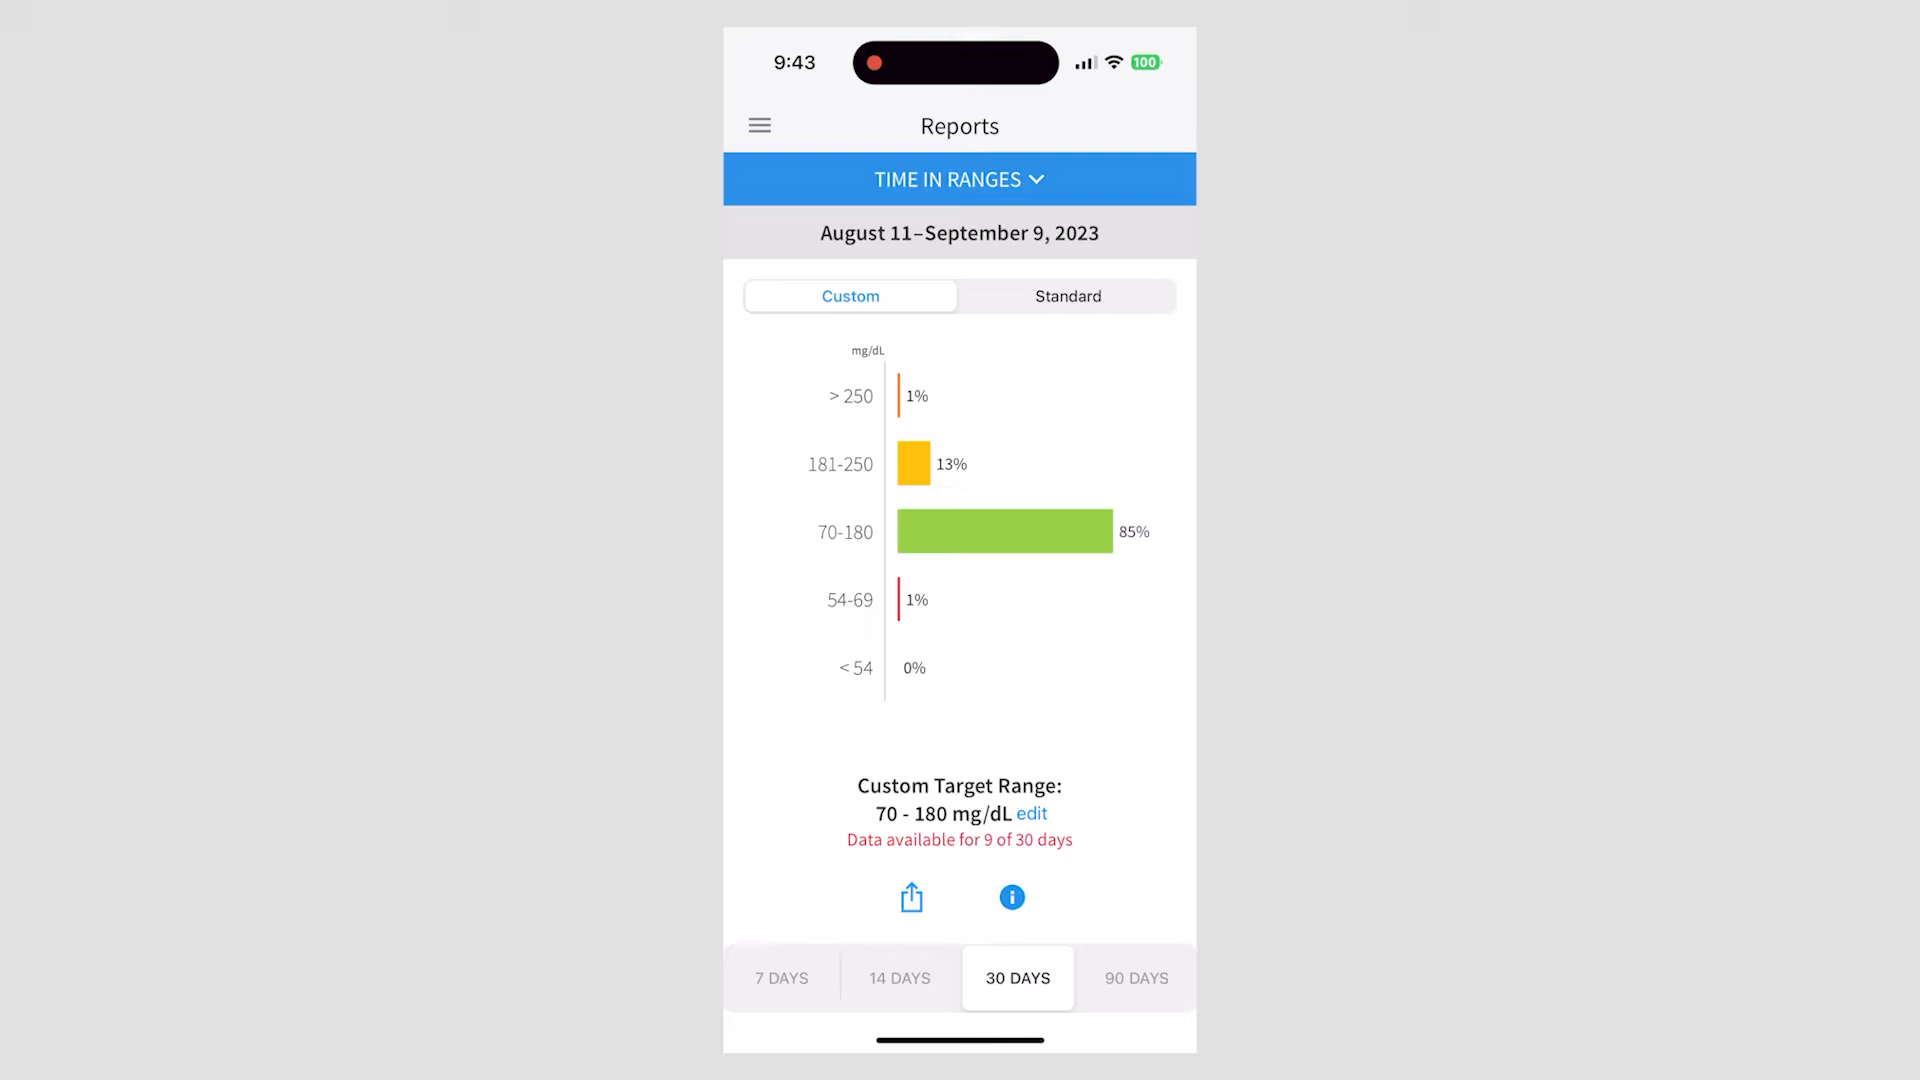 9:43
100
Reports
TIME IN RANGES
August 11–September 9, 2023
Custom Standard
mg/dL
> 250 1%
181-250 13%
70-180 85%
54-69 1%
< 54 0%
Custom Target Range:
70 - 180 mg/dL edit
Data available for 9 of 30 days
7 DAYS 14 DAYS 30 DAYS 90 DAYS